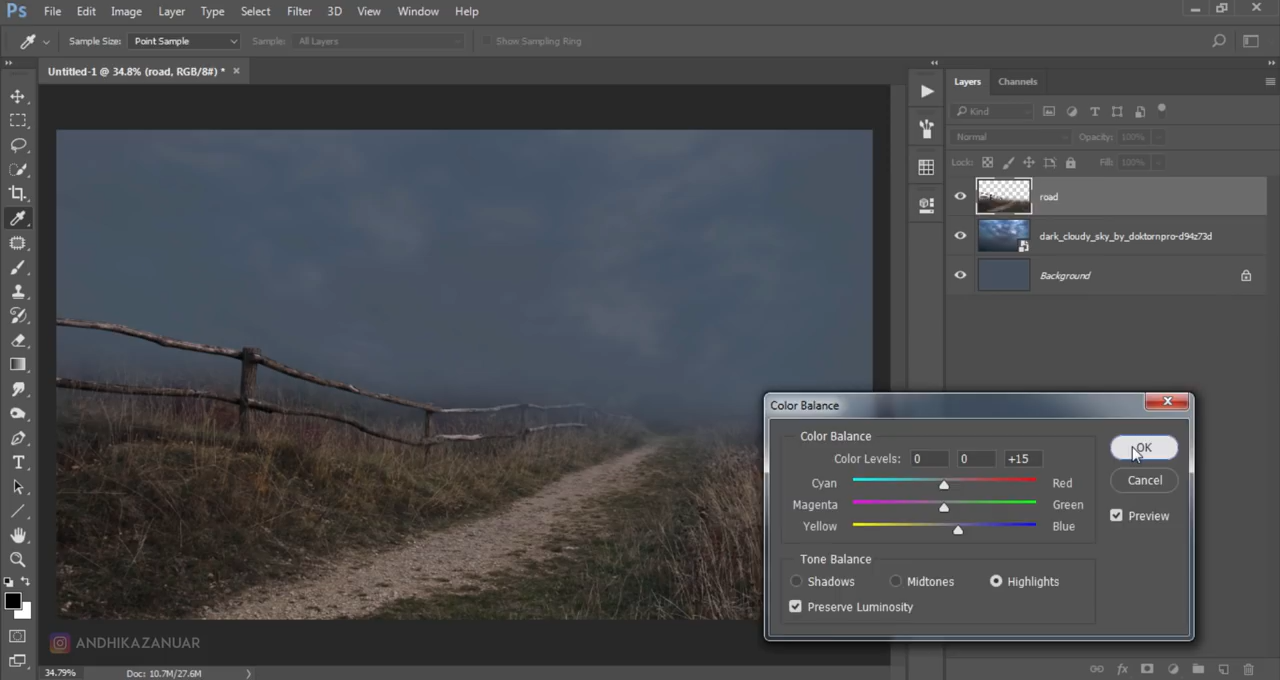 Ps File Edit Image Layer Type Select Filter 3D View Window Help
Sample Size: Point Sample Sample: All Layers Show Sampling Ring
Untitled-1 @ 34.8% (road, RGB/8#) * ×
Layers Channels
Kind
Normal Opacity: 100%
Lock: Fill: 100%
road
dark_cloudy_sky_by_doktornpro-d94z73d
Background
Color Balance
Color Balance
Color Levels: 0 0 +15
Cyan Red
Magenta Green
Yellow Blue
OK
Cancel
Preview
Tone Balance
Shadows Midtones Highlights
Preserve Luminosity
ANDHIKAZANUAR
34.79% Doc: 10.7M/27.6M